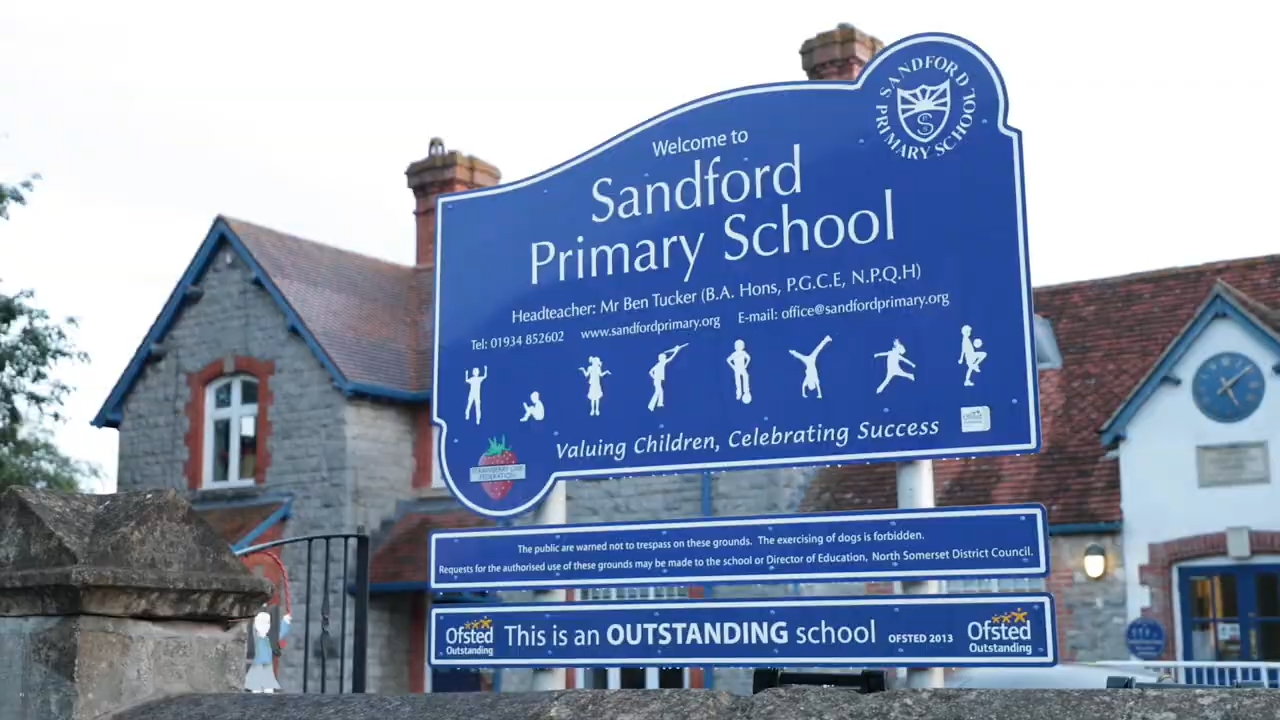 SANDFORD
PRIMARY SCHOOL
Welcome to
Sandford
Primary School
Headteacher: Mr Ben Tucker (B.A. Hons, P.G.C.E, N.P.Q.H)
Tel: 01934 852602 www.sandfordprimary.org E-mail: office@sandfordprimary.org
Valuing Children, Celebrating Success
STRAWBERRY LINE
FEDERATION
The public are warned not to trespass on these grounds. The exercising of dogs is forbidden.
Requests for the authorised use of these grounds may be made to the school or Director of Education, North Somerset District Council.
Ofsted
Outstanding
This is an OUTSTANDING school OFSTED 2013
Ofsted
Outstanding